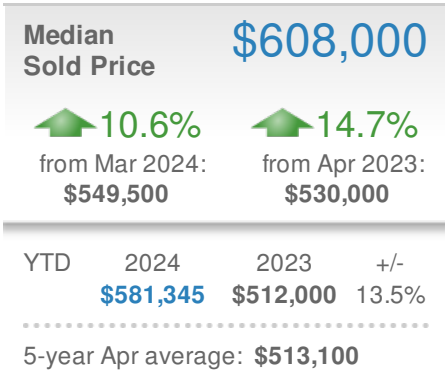 Median $608,000
Sold Price
10.6% 14.7%
from Mar 2024: from Apr 2023:
$549,500 $530,000
YTD 2024 2023 +/-
$581,345 $512,000 13.5%
5-year Apr average: $513,100